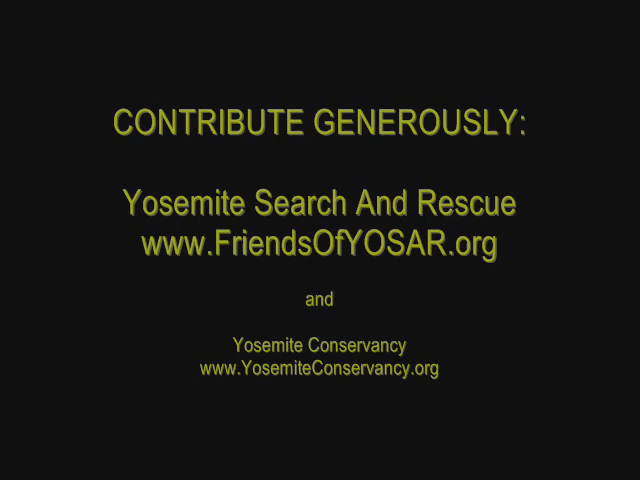 CONTRIBUTE GENEROUSLY:
Yosemite Search And Rescue
www.FriendsOfYOSAR.org
and
Yosemite Conservancy
www.YosemiteConservancy.org